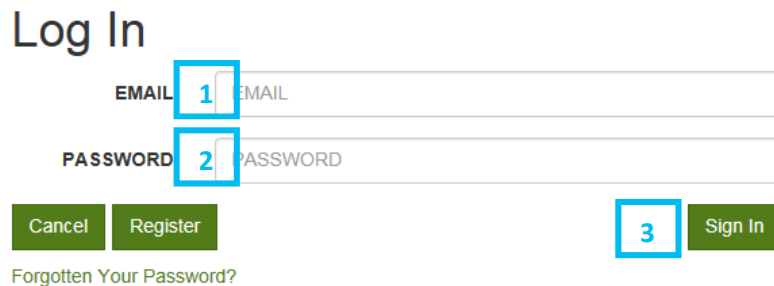 Log In
EMAIL 1 EMAIL
PASSWORD 2 PASSWORD
Cancel Register 3 Sign In
Forgotten Your Password?